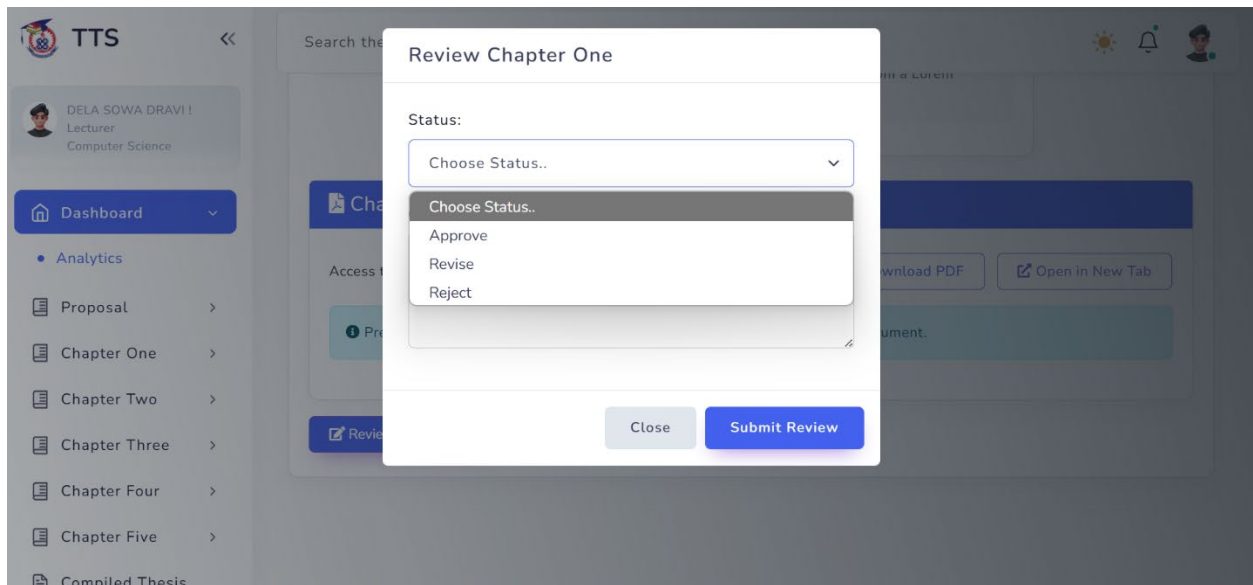 TTS
DELA SOWA DRAVI !
Lecturer
Computer Science
Dashboard
Analytics
Proposal
Chapter One
Chapter Two
Chapter Three
Chapter Four
Chapter Five
Compiled Thesis
Search the
Review Chapter One
Status:
Choose Status..
Choose Status..
Approve
Revise
Reject
Close
Submit Review
a Lorem
Cha
Access
wnload PDF
Open in New Tab
Pre
ument.
Revie